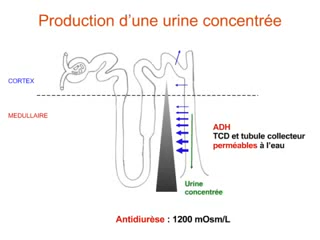 Production d'une urine concentrée
CORTEX
MEDULLAIRE
ADH
TCD et tubule collecteur
perméables à l'eau
Urine
concentrée
Antidiurèse : 1200 mOsm/L